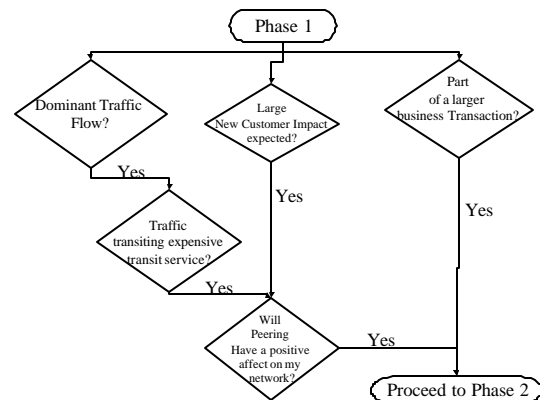 Phase 1
Dominant Traffic
Flow?
Large
New Customer Impact
expected?
Part
of a larger
business Transaction?
Yes
Yes
Yes
Traffic
transiting expensive
transit service?
Yes
Will
Peering
Have a positive
affect on my
network?
Yes
Proceed to Phase 2